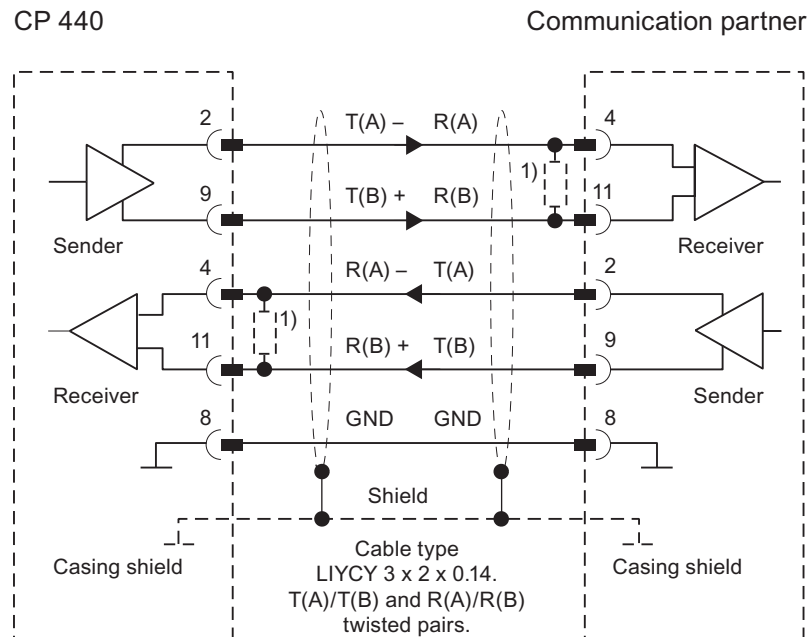 CP 440
Communication partner
2
T(A) –
R(A)
4
1)
9
T(B) +
R(B)
11
Sender
Receiver
4
R(A) –
T(A)
2
1)
11
R(B) +
T(B)
9
Receiver
Sender
8
GND
GND
8
Shield
Casing shield
Casing shield
Cable type
LIYCY 3 x 2 x 0.14.
T(A)/T(B) and R(A)/R(B)
twisted pairs.